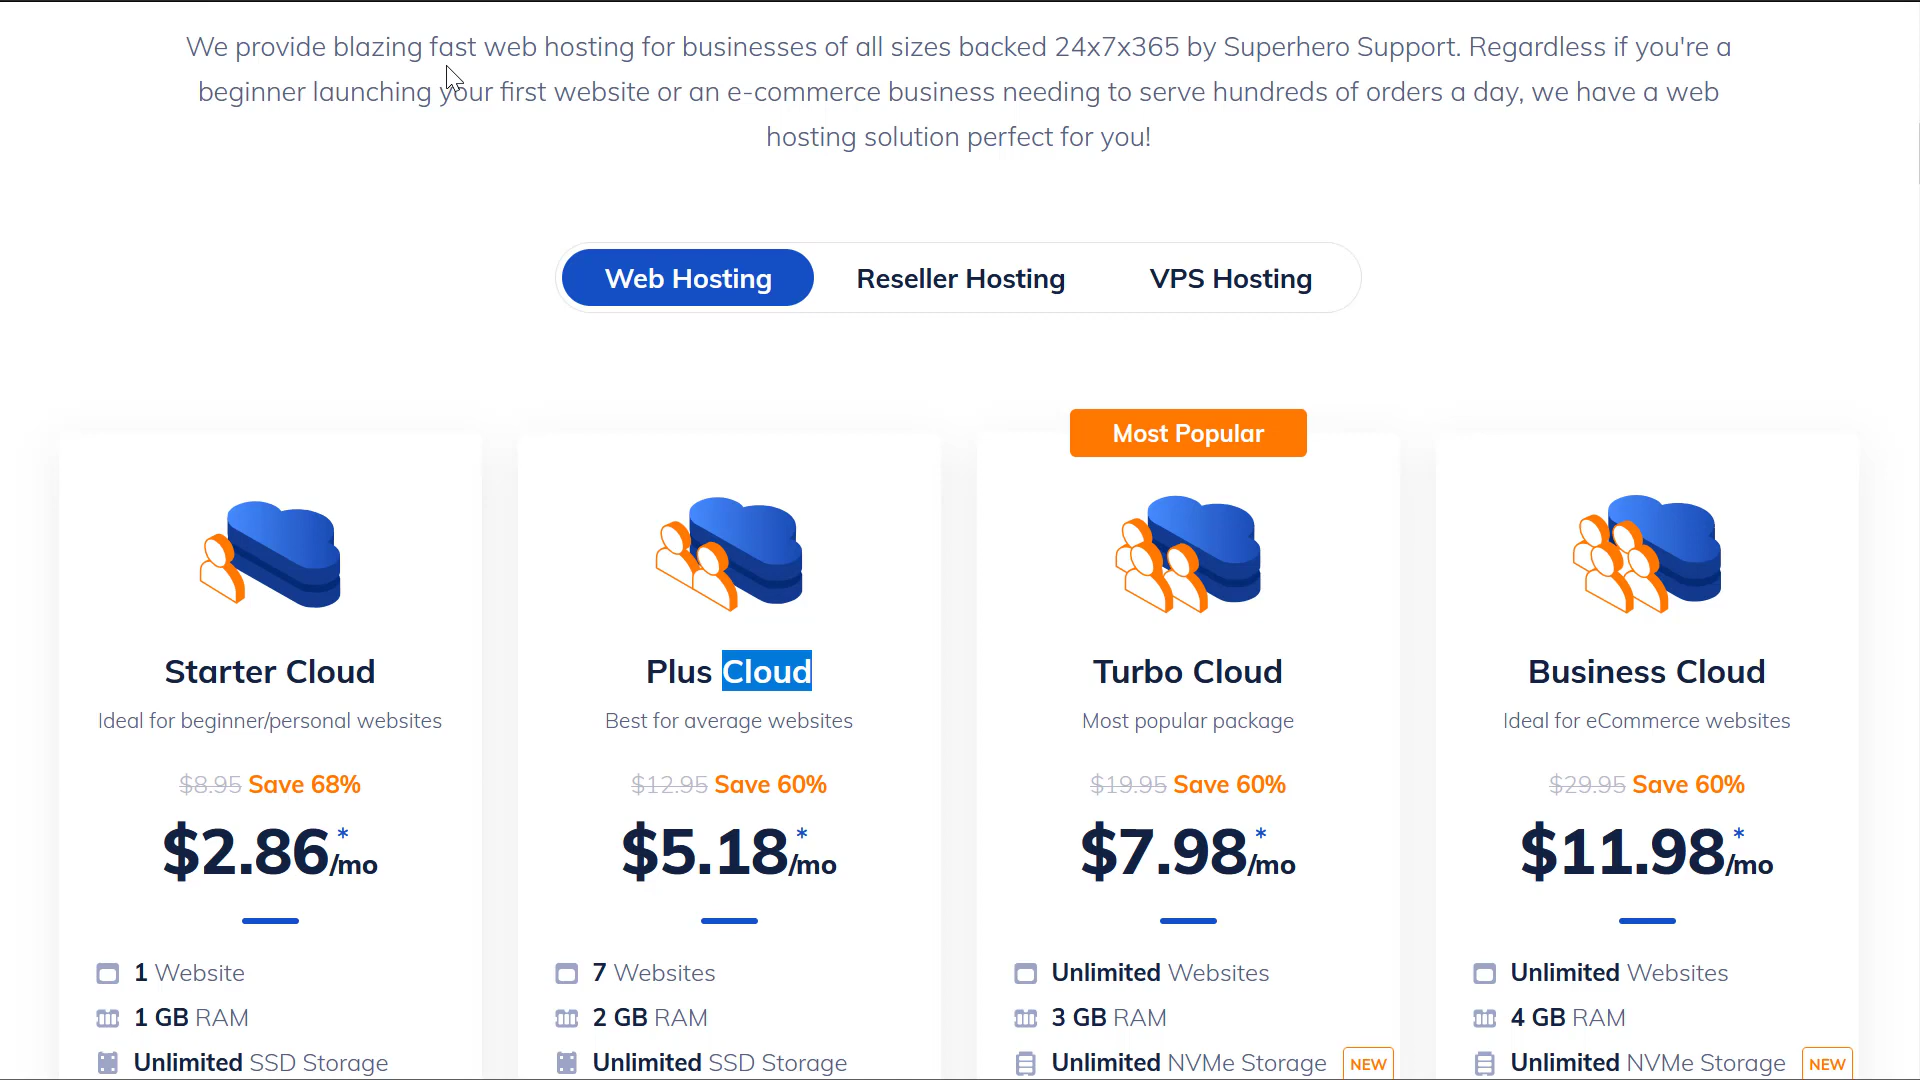 We provide blazing fast web hosting for businesses of all sizes backed 24x7x365 by Superhero Support. Regardless if you're a
beginner launching your first website or an e-commerce business needing to serve hundreds of orders a day, we have a web
hosting solution perfect for you!
Web Hosting
Reseller Hosting
VPS Hosting
Starter Cloud
Ideal for beginner/personal websites
$8.95 Save 68%
$2.86*/mo
1 Website
1 GB RAM
Unlimited SSD Storage
Plus Cloud
Best for average websites
$12.95 Save 60%
$5.18*/mo
7 Websites
2 GB RAM
Unlimited SSD Storage
Most Popular
Turbo Cloud
Most popular package
$19.95 Save 60%
$7.98*/mo
Unlimited Websites
3 GB RAM
Unlimited NVMe Storage NEW
Business Cloud
Ideal for eCommerce websites
$29.95 Save 60%
$11.98*/mo
Unlimited Websites
4 GB RAM
Unlimited NVMe Storage NEW